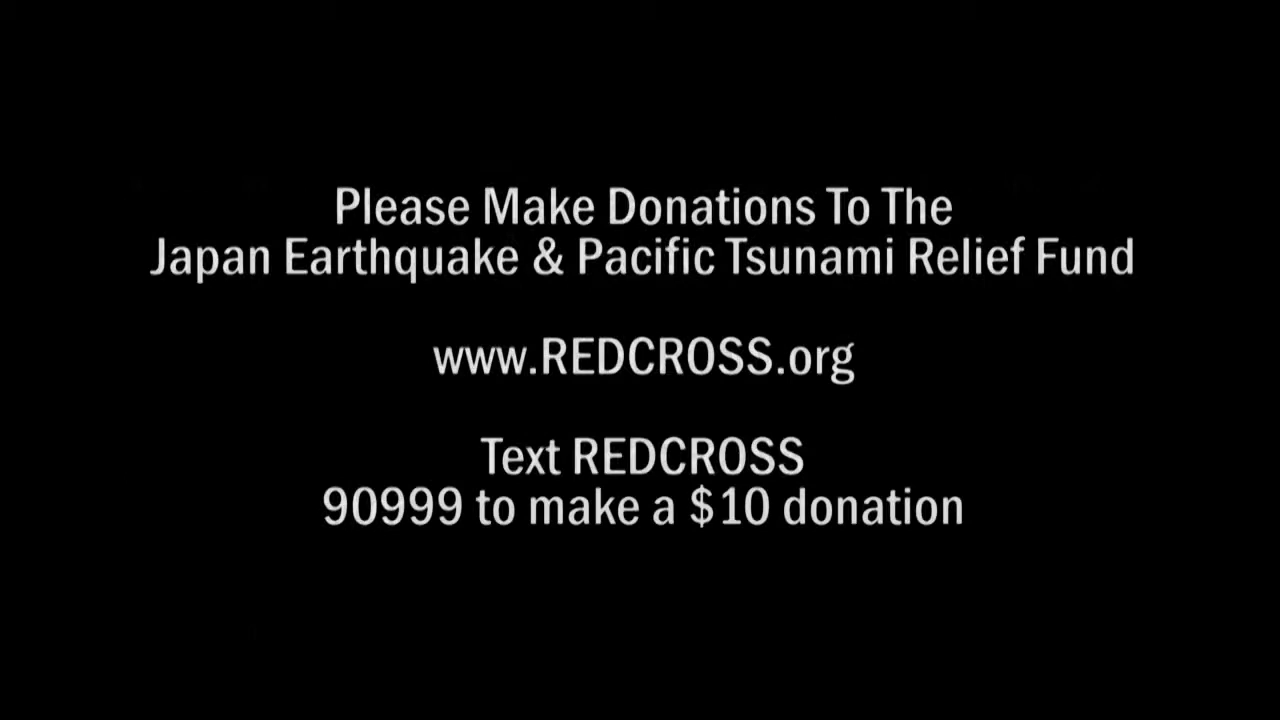 Please Make Donations To The
Japan Earthquake & Pacific Tsunami Relief Fund
www.REDCROSS.org
Text REDCROSS
90999 to make a $10 donation